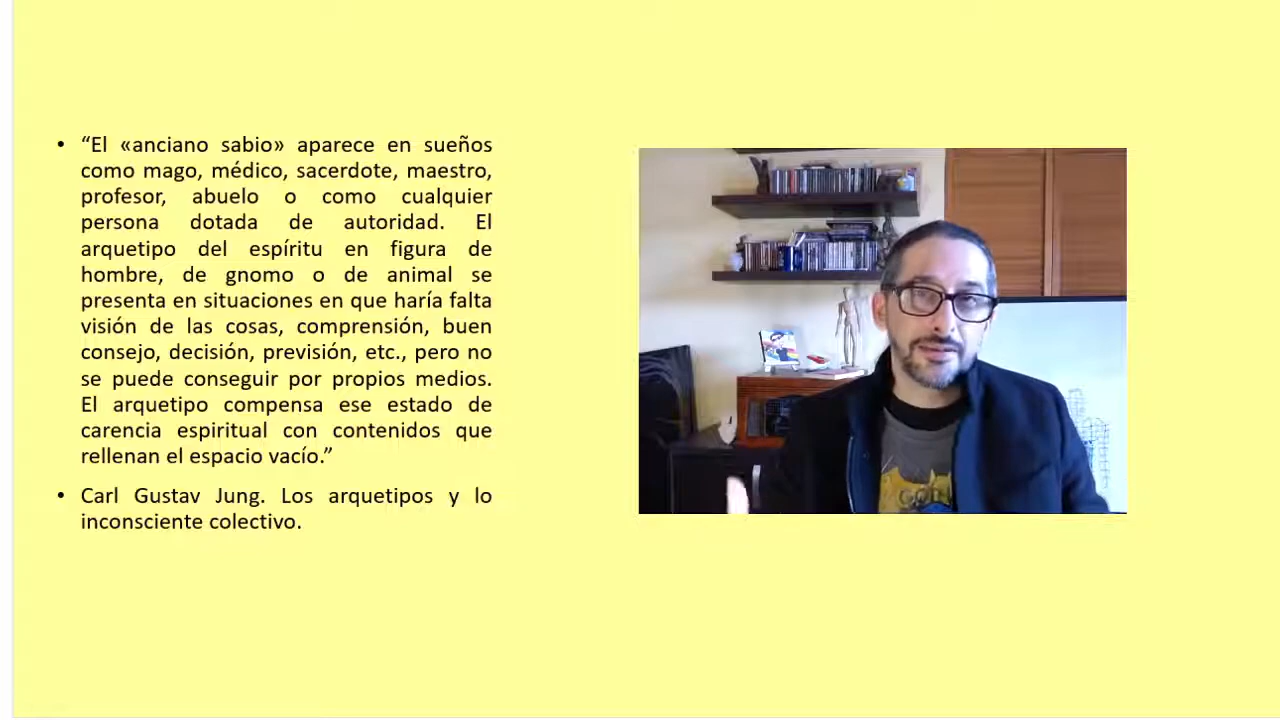 • “El «anciano sabio» aparece en sueños
como mago, médico, sacerdote, maestro,
profesor, abuelo o como cualquier
persona dotada de autoridad. El
arquetipo del espíritu en figura de
hombre, de gnomo o de animal se
presenta en situaciones en que haría falta
visión de las cosas, comprensión, buen
consejo, decisión, previsión, etc., pero no
se puede conseguir por propios medios.
El arquetipo compensa ese estado de
carencia espiritual con contenidos que
rellenan el espacio vacío.”
• Carl Gustav Jung. Los arquetipos y lo
inconsciente colectivo.